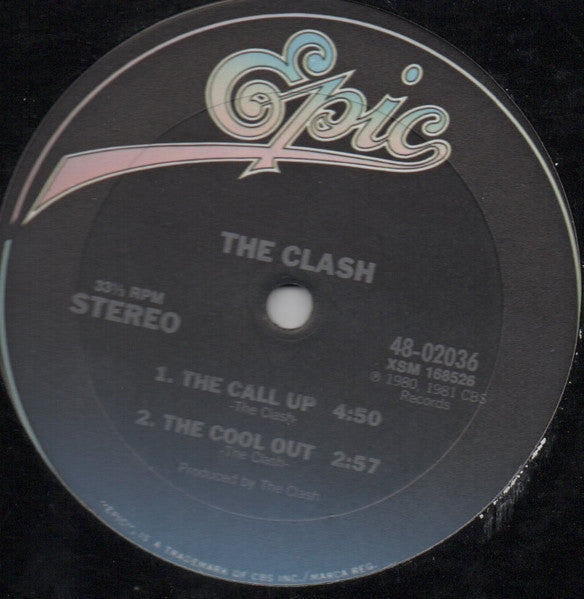 Epic
THE CLASH
33⅓ RPM
STEREO
48-02036
XSM 168526
℗ 1980, 1981 CBS
Records
1. THE CALL UP 4:50
-The Clash-
2. THE COOL OUT 2:57
-The Clash-
Produced by The Clash
"EPIC" IS A TRADEMARK OF CBS INC./MARCA REG.